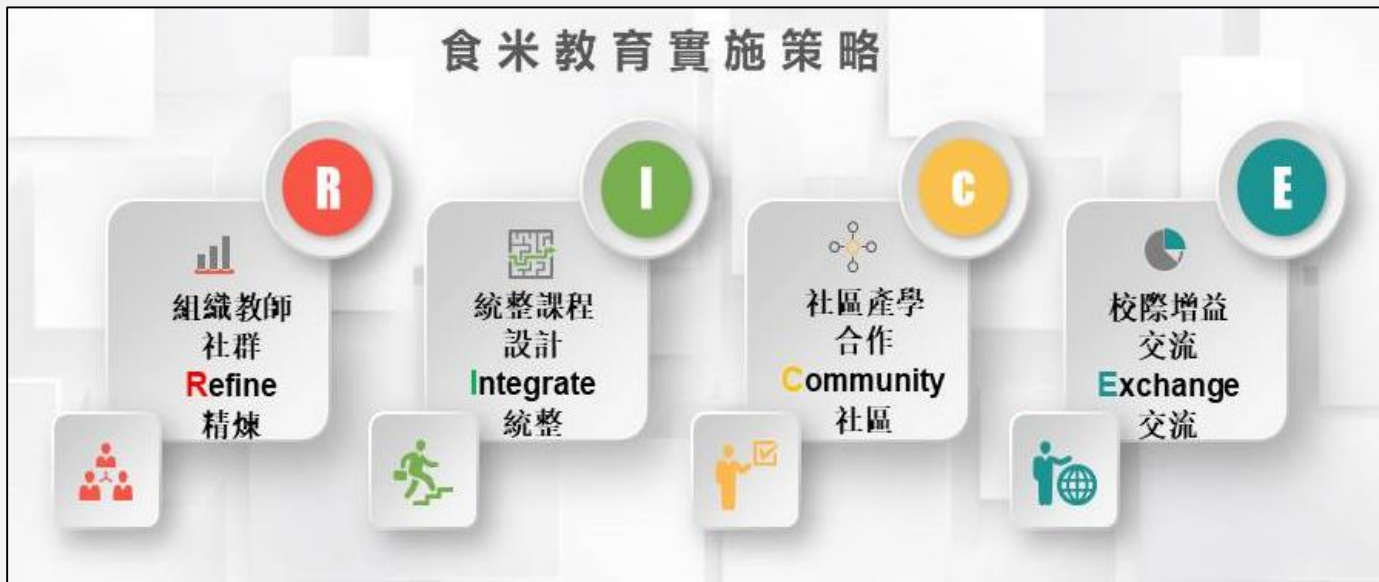 食米教育實施策略
R
組織教師
社群
Refine
精煉
I
統整課程
設計
Integrate
統整
c
社區產學
合作
Community
社區
E
校際增益
交流
Exchange
交流